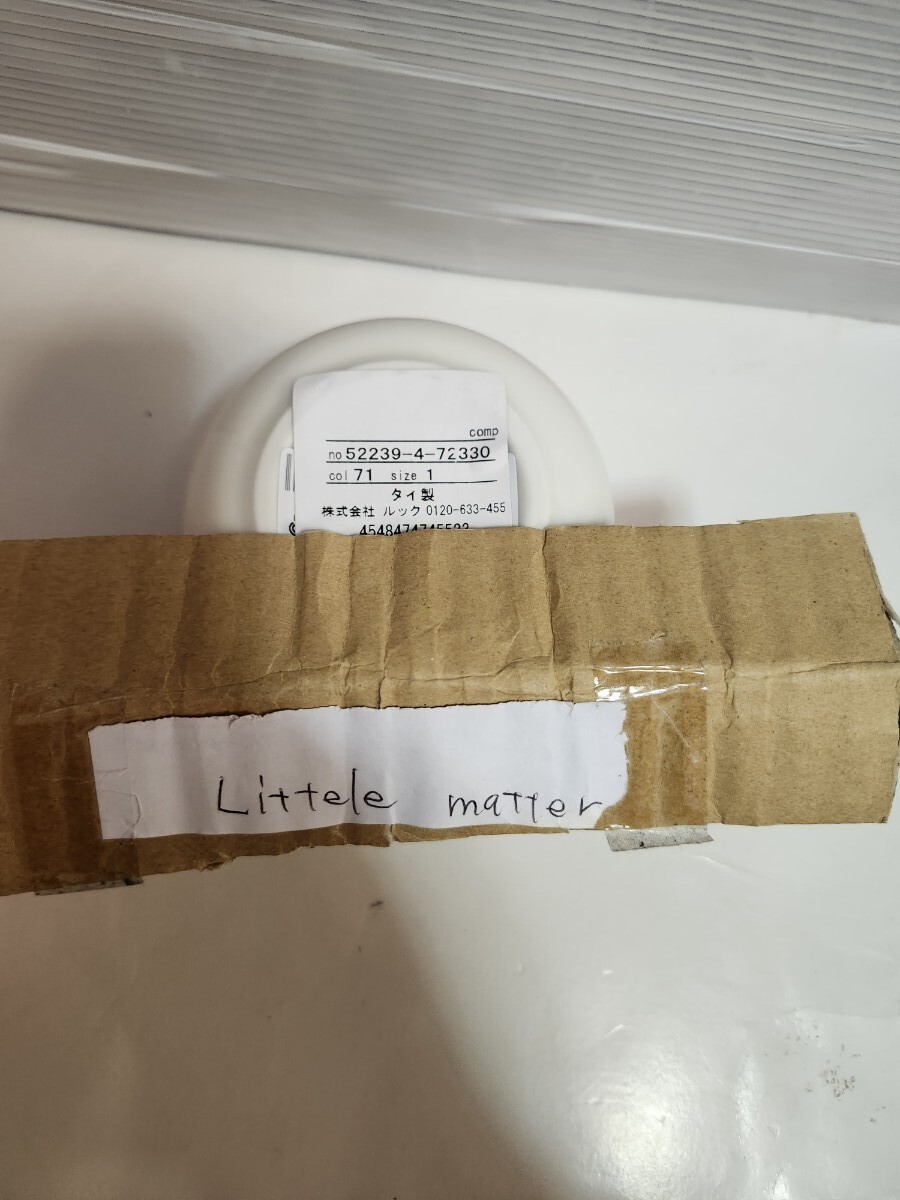 comp
no 52239-4-72330
col 71 size 1
タイ製
株式会社 ルック 0120-633-455
Littele matter